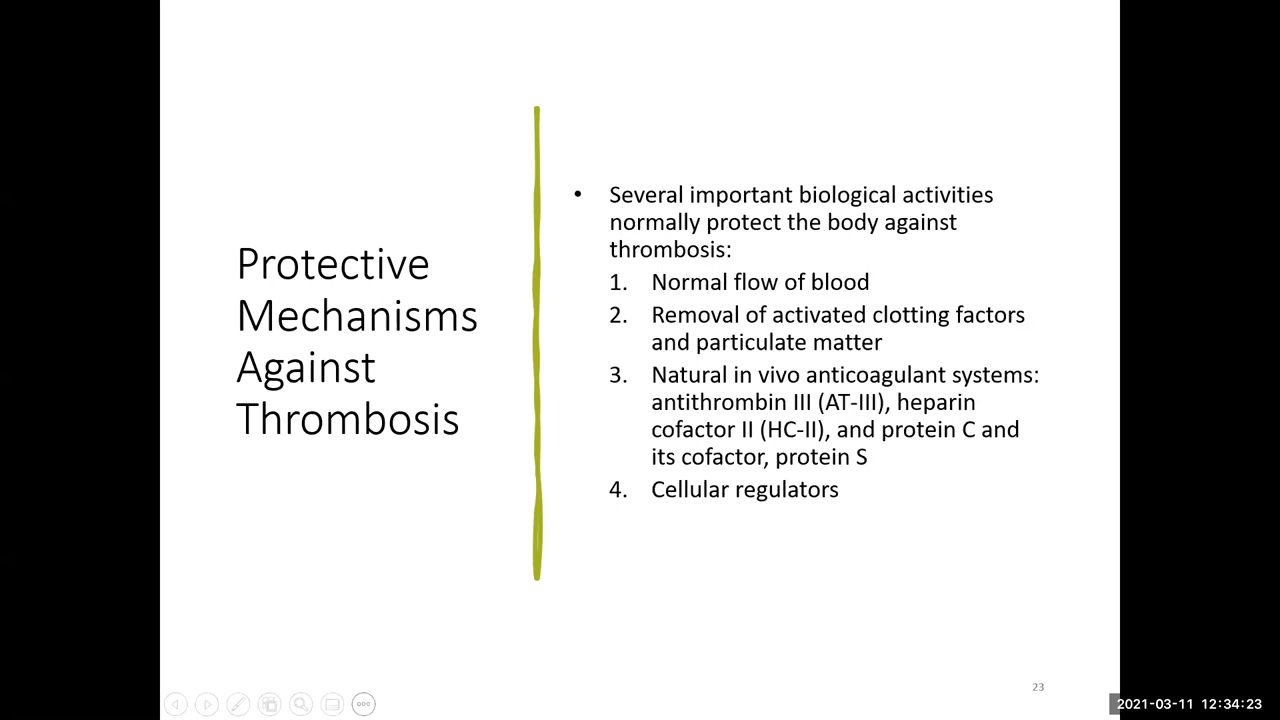 Protective
Mechanisms
Against
Thrombosis
• Several important biological activities
normally protect the body against
thrombosis:
1. Normal flow of blood
2. Removal of activated clotting factors
and particulate matter
3. Natural in vivo anticoagulant systems:
antithrombin III (AT-III), heparin
cofactor II (HC-II), and protein C and
its cofactor, protein S
4. Cellular regulators
23
2021-03-11 12:34:23